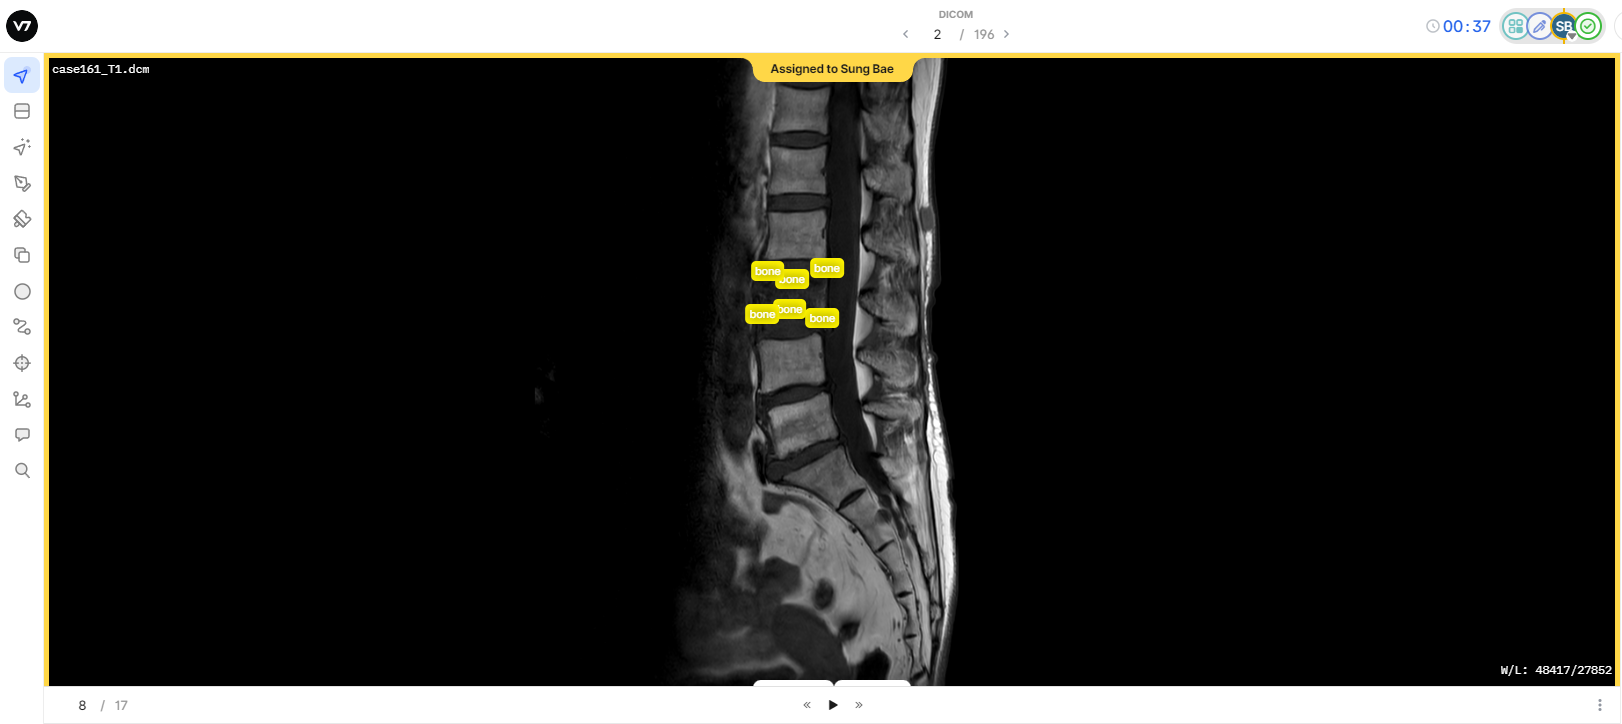 V7
DICOM
2 / 196
00:37
SB
case161_T1.dcm
Assigned to Sung Bae
bone
bone
bone
bone
bone
bone
W/L: 48417/27852
8 / 17